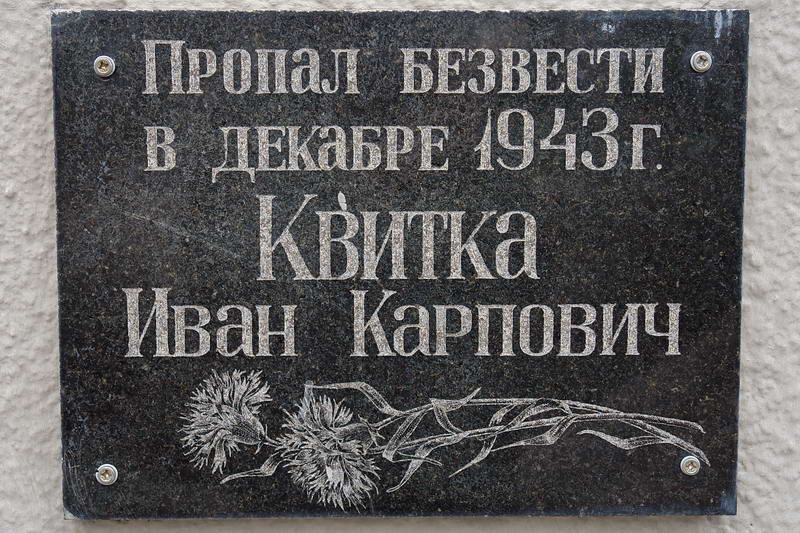 Пропал безвести
в декабре 1943 г.
Квитка
Иван Карпович